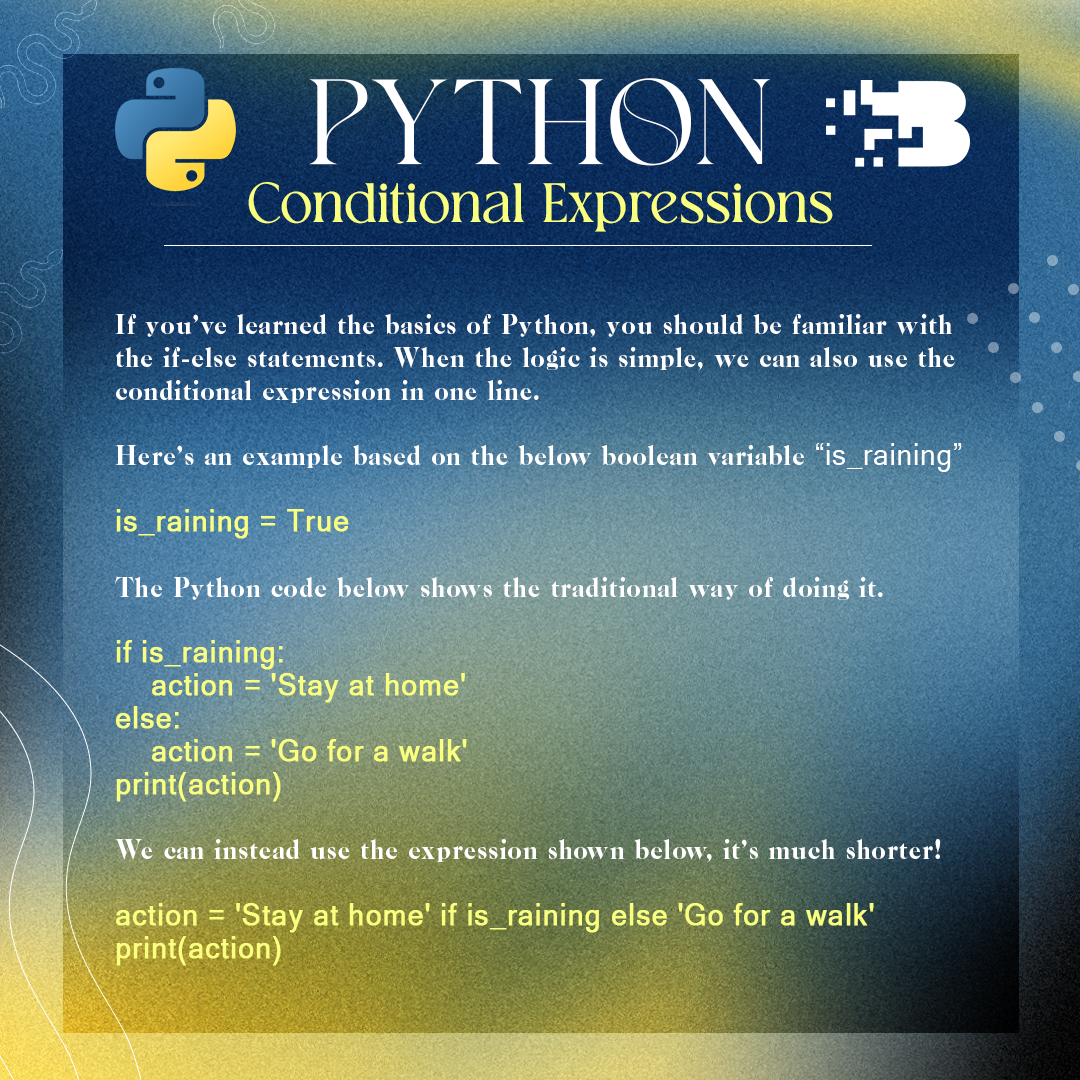 PYTHON
Conditional Expressions
If you’ve learned the basics of Python, you should be familiar with
the if-else statements. When the logic is simple, we can also use the
conditional expression in one line.
Here’s an example based on the below boolean variable “is_raining”
is_raining = True
The Python code below shows the traditional way of doing it.
if is_raining:
    action = 'Stay at home'
else:
    action = 'Go for a walk'
print(action)
We can instead use the expression shown below, it’s much shorter!
action = 'Stay at home' if is_raining else 'Go for a walk'
print(action)